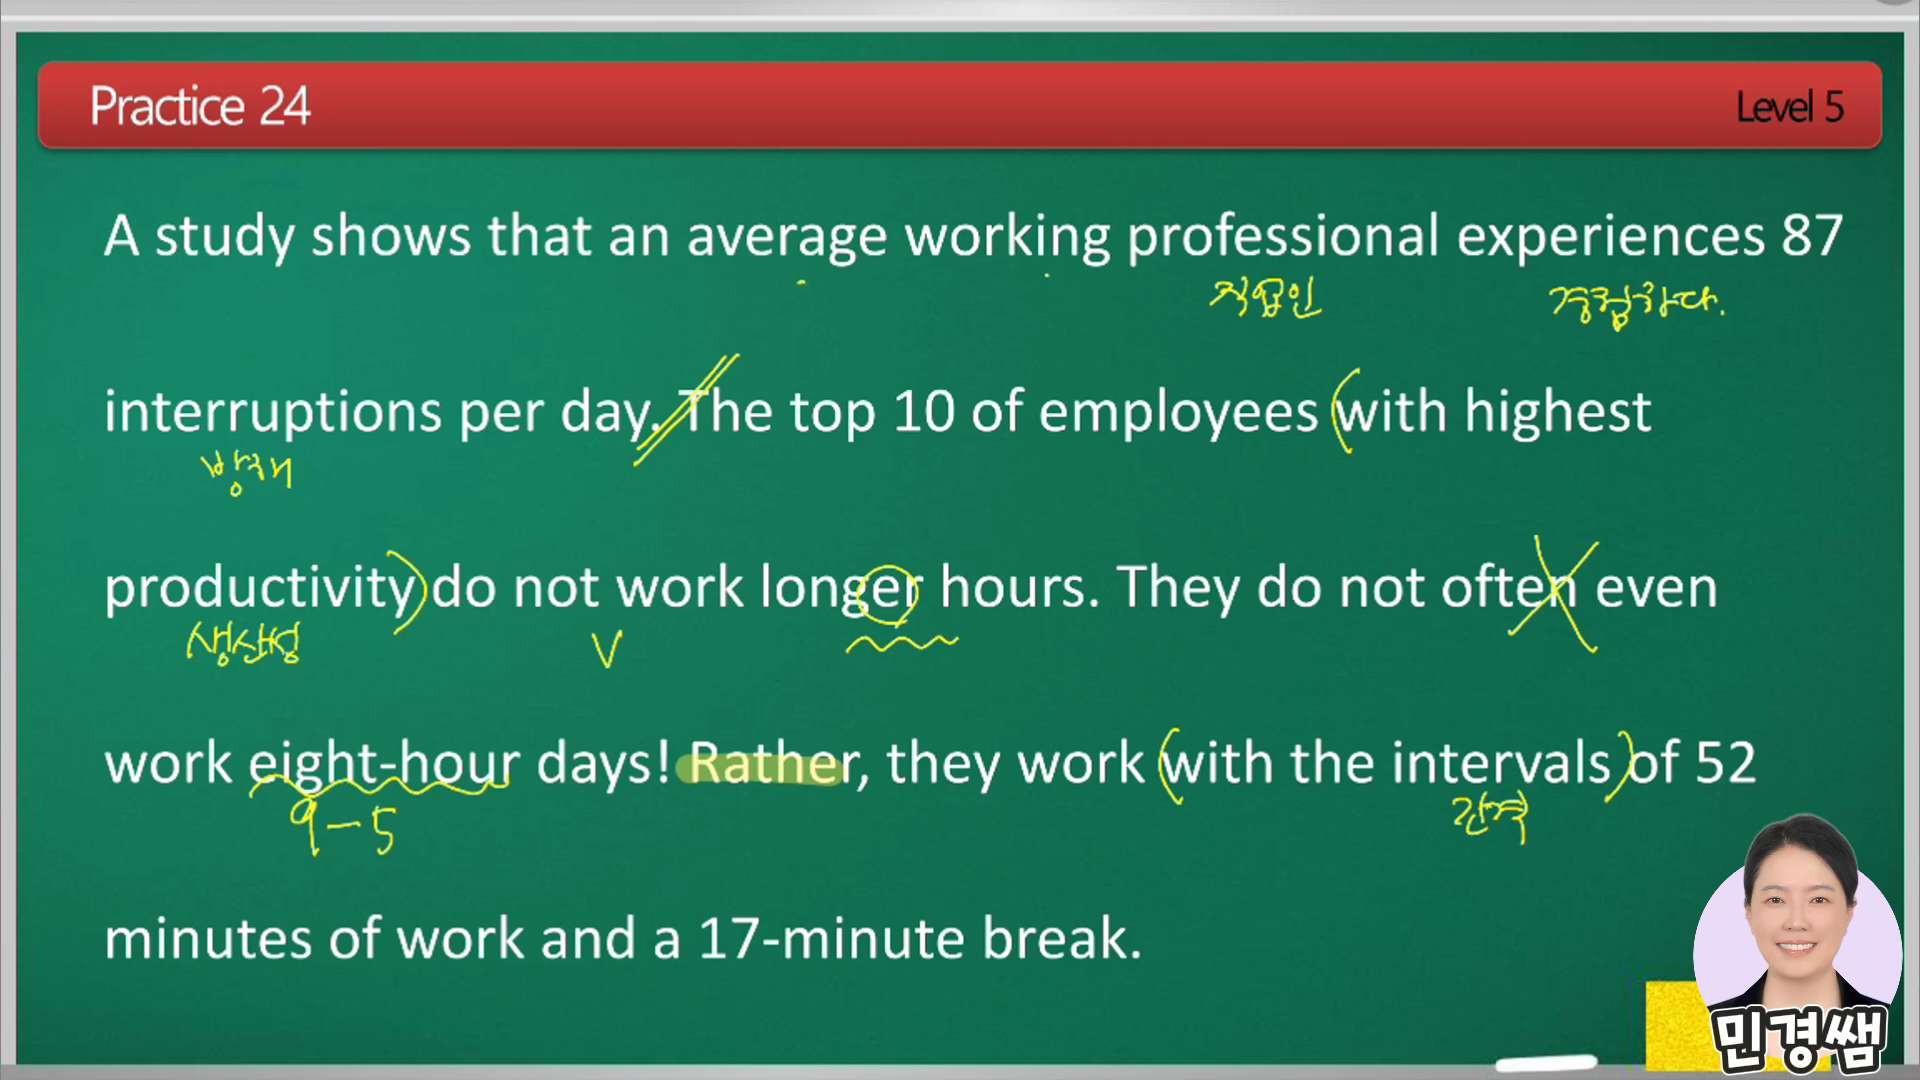 Practice 24
Level 5
A study shows that an average working professional experiences 87
직업인
경험하다.
interruptions per day. The top 10 of employees (with highest
방해
productivity) do not work longer hours. They do not often even
생산성
V
work eight-hour days! Rather, they work (with the intervals) of 52
9-5
간격
minutes of work and a 17-minute break.
민경쌤